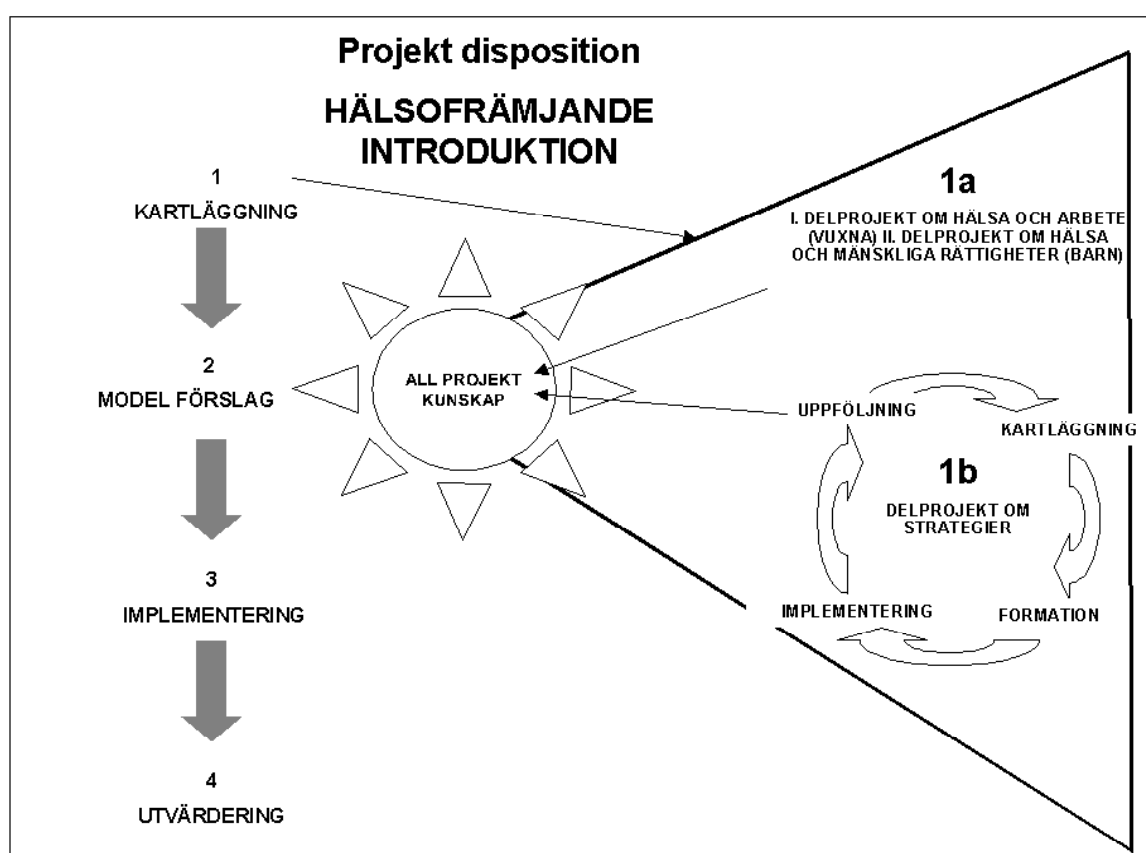 Projekt disposition
HÄLSOFRÄMJANDE
INTRODUKTION
1
KARTLÄGGNING
2
MODEL FÖRSLAG
3
IMPLEMENTERING
4
UTVÄRDERING
ALL PROJEKT
KUNSKAP
1a
I. DELPROJEKT OM HÄLSA OCH ARBETE
(VUXNA) II. DELPROJEKT OM HÄLSA
OCH MÄNSKLIGA RÄTTIGHETER (BARN)
UPPFÖLJNING
KARTLÄGGNING
1b
DELPROJEKT OM
STRATEGIER
IMPLEMENTERING
FORMATION